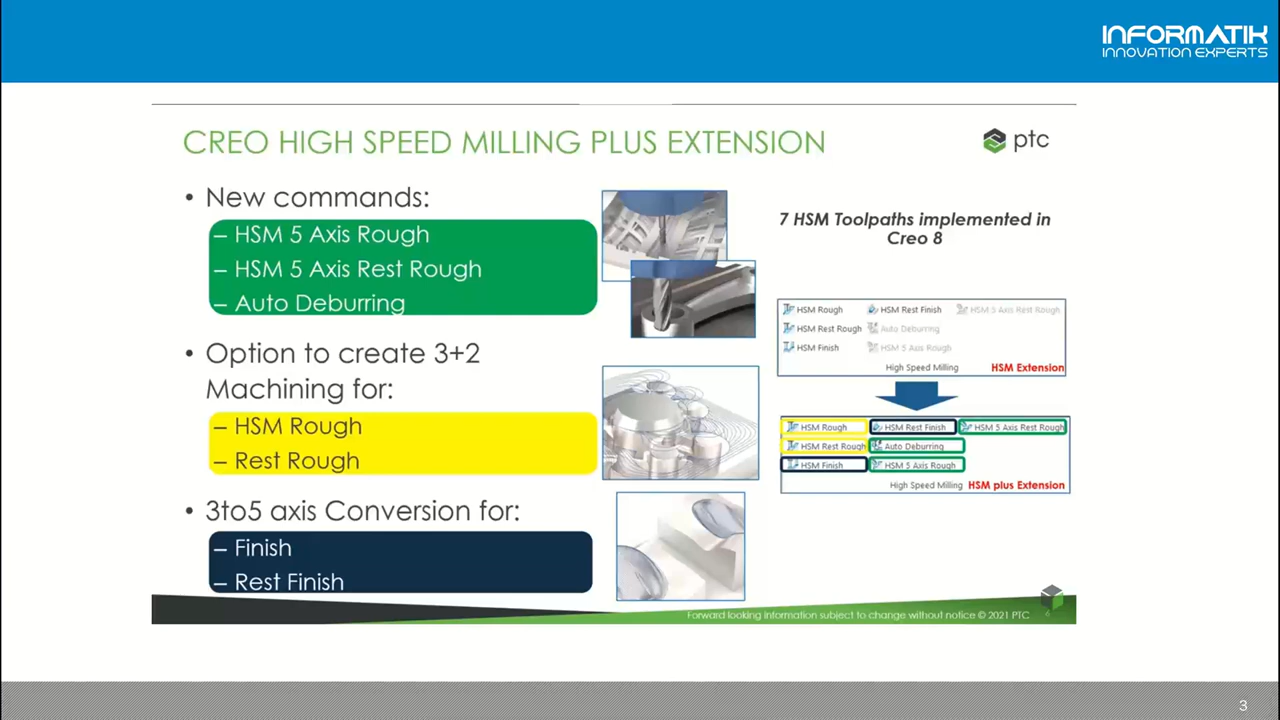 INFORMATIK
INNOVATION EXPERTS
CREO HIGH SPEED MILLING PLUS EXTENSION
ptc
• New commands:
– HSM 5 Axis Rough
– HSM 5 Axis Rest Rough
– Auto Deburring
• Option to create 3+2
Machining for:
– HSM Rough
– Rest Rough
• 3to5 axis Conversion for:
– Finish
– Rest Finish
7 HSM Toolpaths implemented in
Creo 8
HSM Rough HSM Rest Finish HSM 5 Axis Rest Rough
HSM Rest Rough Auto Deburring
HSM Finish HSM 5 Axis Rough
High Speed Milling HSM Extension
HSM Rough HSM Rest Finish HSM 5 Axis Rest Rough
HSM Rest Rough Auto Deburring
HSM Finish HSM 5 Axis Rough
High Speed Milling HSM plus Extension
Forward looking information subject to change without notice © 2021 PTC
3